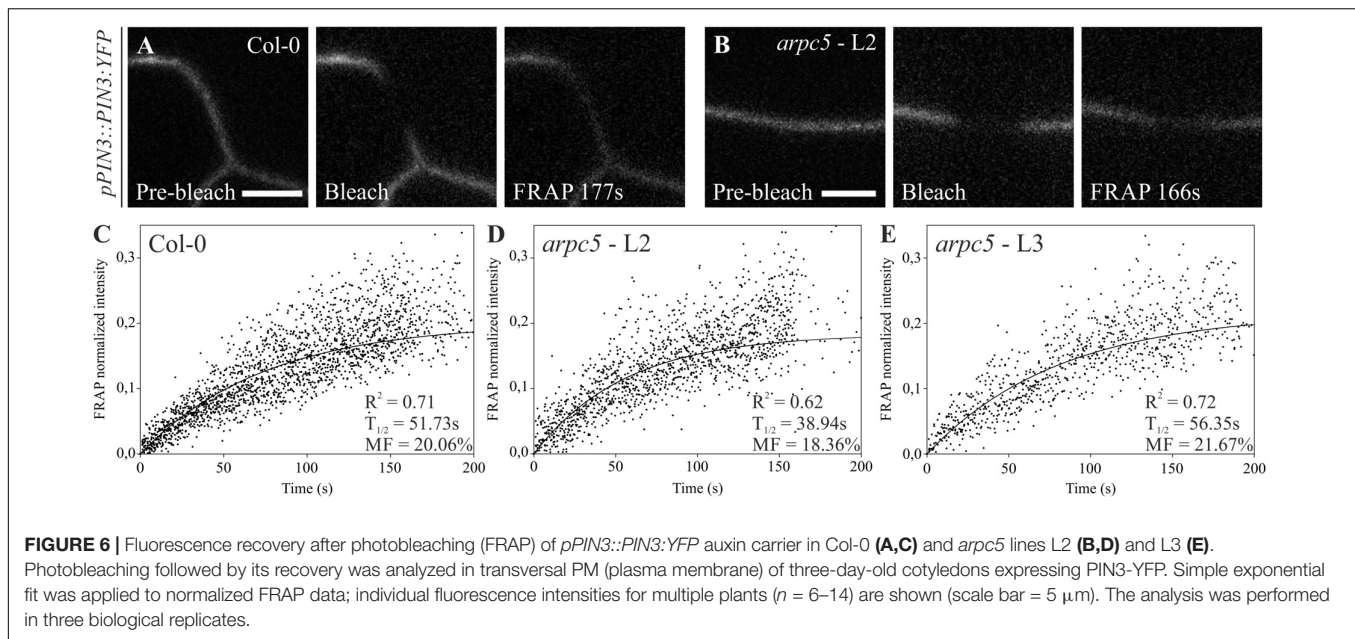 pPIN3::PIN3:YFP
A Col-0
Pre-bleach
Bleach
FRAP 177s
B arpc5 - L2
Pre-bleach
Bleach
FRAP 166s
C Col-0
FRAP normalized intensity
0,3
0,2
0,1
0,0
R² = 0.71
T1/2 = 51.73s
MF = 20.06%
0 50 100 150 200
Time (s)
D arpc5 - L2
FRAP normalized intensity
0,3
0,2
0,1
0,0
R² = 0.62
T1/2 = 38.94s
MF = 18.36%
0 50 100 150 200
Time (s)
E arpc5 - L3
FRAP normalized intensity
0,3
0,2
0,1
0,0
R² = 0.72
T1/2 = 56.35s
MF = 21.67%
0 50 100 150 200
Time (s)
FIGURE 6 | Fluorescence recovery after photobleaching (FRAP) of pPIN3::PIN3:YFP auxin carrier in Col-0 (A,C) and arpc5 lines L2 (B,D) and L3 (E).
Photobleaching followed by its recovery was analyzed in transversal PM (plasma membrane) of three-day-old cotyledons expressing PIN3-YFP. Simple exponential
fit was applied to normalized FRAP data; individual fluorescence intensities for multiple plants (n = 6–14) are shown (scale bar = 5 μm). The analysis was performed
in three biological replicates.